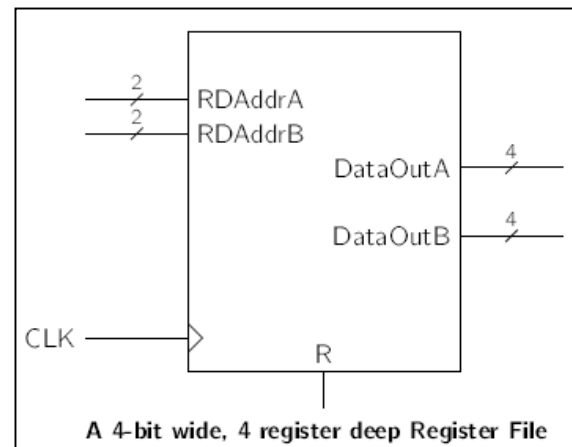 2
RDAddrA
2
RDAddrB
4
DataOutA
4
DataOutB
CLK
R
A 4-bit wide, 4 register deep Register File